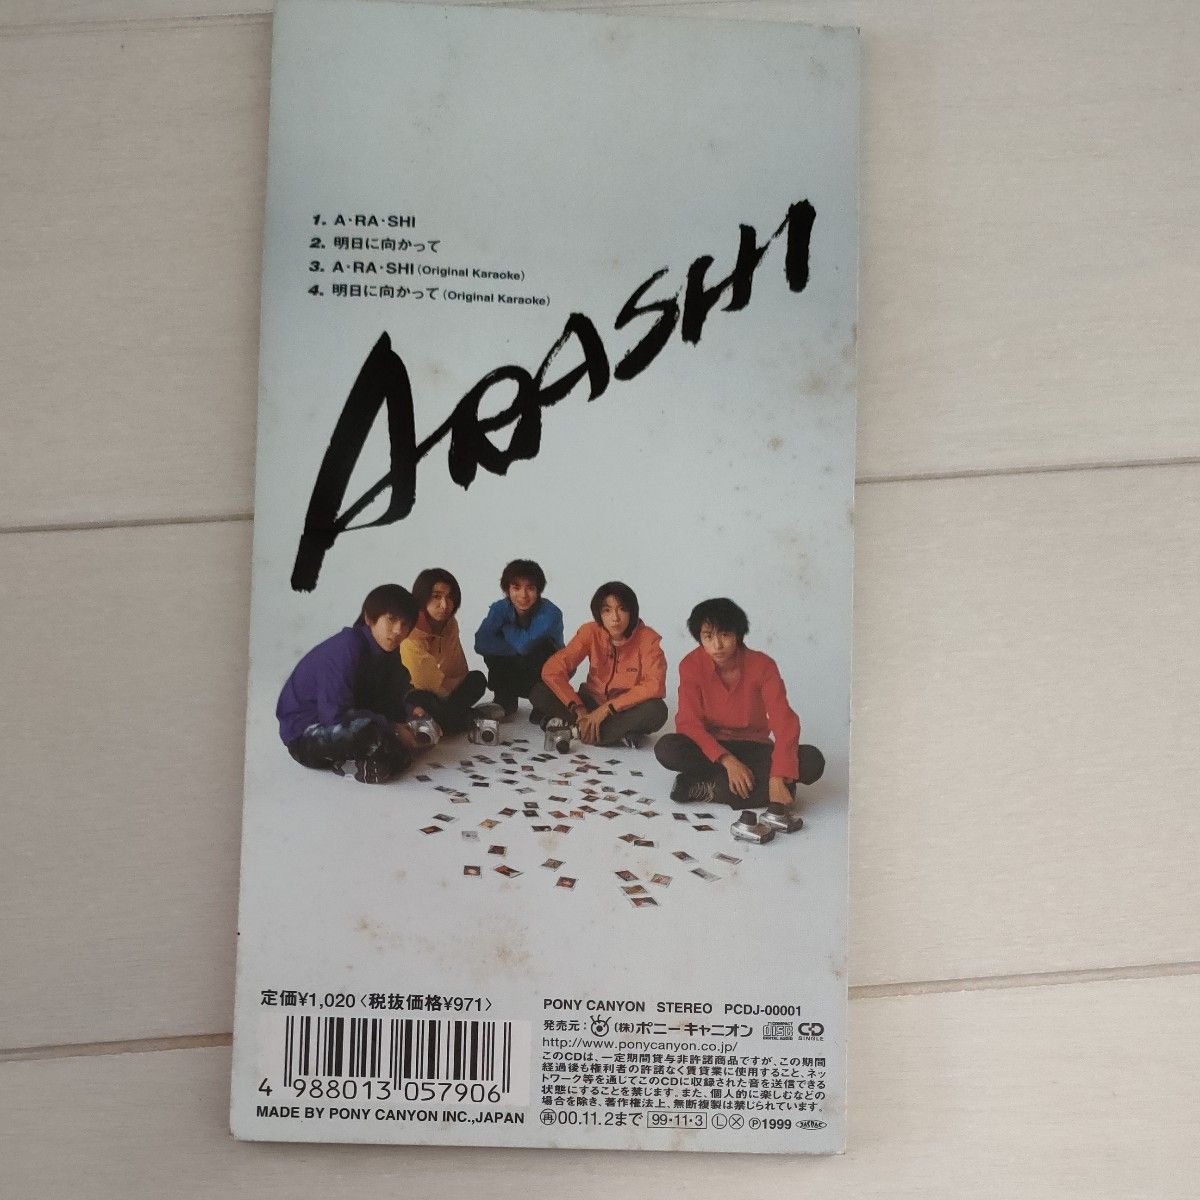 1. A・RA・SHI
2. 明日に向かって
3. A・RA・SHI (Original Karaoke)
4. 明日に向かって (Original Karaoke)
ARASHI
定価¥1,020〈税抜価格¥971〉
4 988013 057906
MADE BY PONY CANYON INC.,JAPAN
PONY CANYON STEREO PCDJ-00001
発売元： (株) ポニーキャニオン
COMPACT disc DIGITAL AUDIO
CD SINGLE
http://www.ponycanyon.co.jp/
このCDは、一定期間貸与非許諾商品ですが、この期間
経過後も権利者の許諾なく賃貸業に使用すること、ネッ
トワーク等を通じてこのCDに収録された音を送信できる
状態にすることを禁じます。また、個人的に楽しむなどの
場合を除き、著作権法上、無断複製は禁じられています。
再00.11.2まで 99・11・3 Ⓛ Ⓧ Ⓟ1999 JASRAC